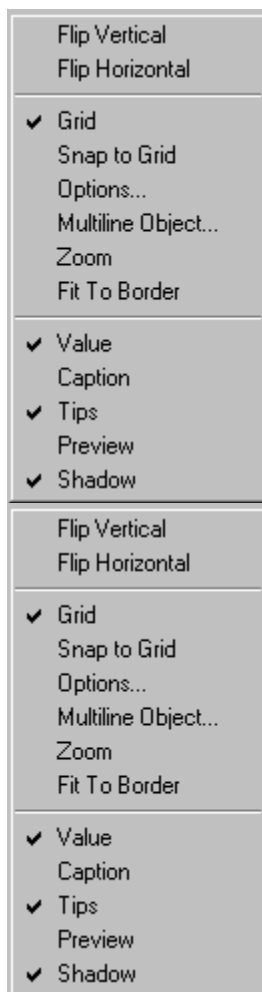 Flip Vertical
Flip Horizontal
Grid
Snap to Grid
Options...
Multiline Object...
Zoom
Fit To Border
Value
Caption
Tips
Preview
Shadow
Flip Vertical
Flip Horizontal
Grid
Snap to Grid
Options...
Multiline Object...
Zoom
Fit To Border
Value
Caption
Tips
Preview
Shadow